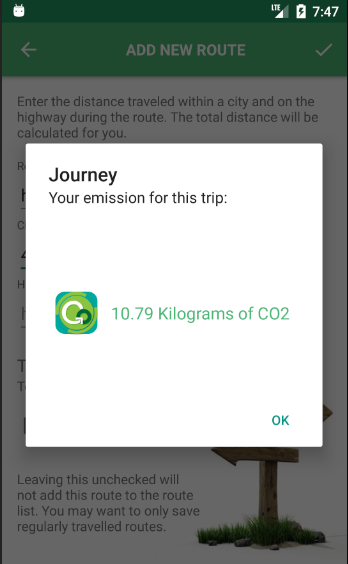 LTE 7:47
ADD NEW ROUTE
Enter the distance traveled within a city and on the
highway during the route. The total distance will be
calculated for you.
Journey
Your emission for this trip:
10.79 Kilograms of CO2
OK
Leaving this unchecked will
not add this route to the route
list. You may want to only save
regularly travelled routes.